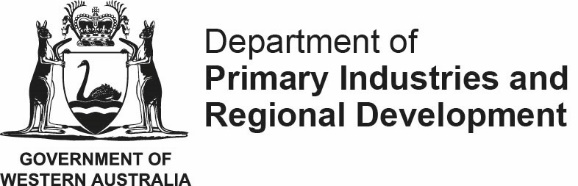 Department of
Primary Industries and
Regional Development
GOVERNMENT OF
WESTERN AUSTRALIA